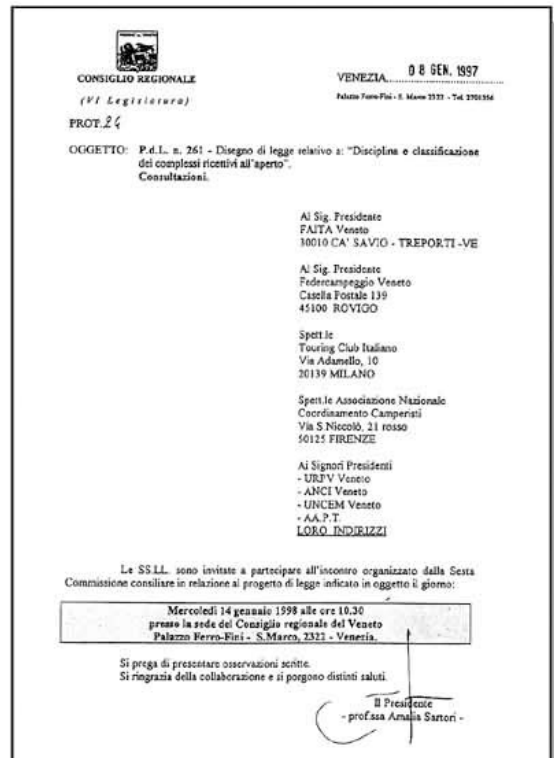 CONSIGLIO REGIONALE
(VI Legislatura)
PROT. 24
VENEZIA, 08 GEN. 1997
Palazzo Ferro-Fini - S. Marco 2322 - Tel. 2701356
OGGETTO: P.d.L. n. 261 - Disegno di legge relativo a: "Disciplina e classificazione
dei complessi ricettivi all'aperto".
Consultazioni.
Al Sig. Presidente
FAITA Veneto
30010 CA' SAVIO - TREPORTI -VE
Al Sig. Presidente
Federcampeggio Veneto
Casella Postale 139
45100 ROVIGO
Spett.le
Touring Club Italiano
Via Adamello, 10
20139 MILANO
Spett.le Associazione Nazionale
Coordinamento Camperisti
Via S.Niccolò, 21 rosso
50125 FIRENZE
Ai Signori Presidenti
- URPV Veneto
- ANCI Veneto
- UNCEM Veneto
- AA.P.T.
LORO INDIRIZZI
Le SS.LL. sono invitate a partecipare all'incontro organizzato dalla Sesta
Commissione consiliare in relazione al progetto di legge indicato in oggetto il giorno:
Mercoledì 14 gennaio 1998 alle ore 10.30
presso la sede del Consiglio regionale del Veneto
Palazzo Ferro-Fini - S.Marco, 2322 - Venezia.
Si prega di presentare osservazioni scritte.
Si ringrazia della collaborazione e si porgono distinti saluti.
Il Presidente
- prof.ssa Amalia Sartori -